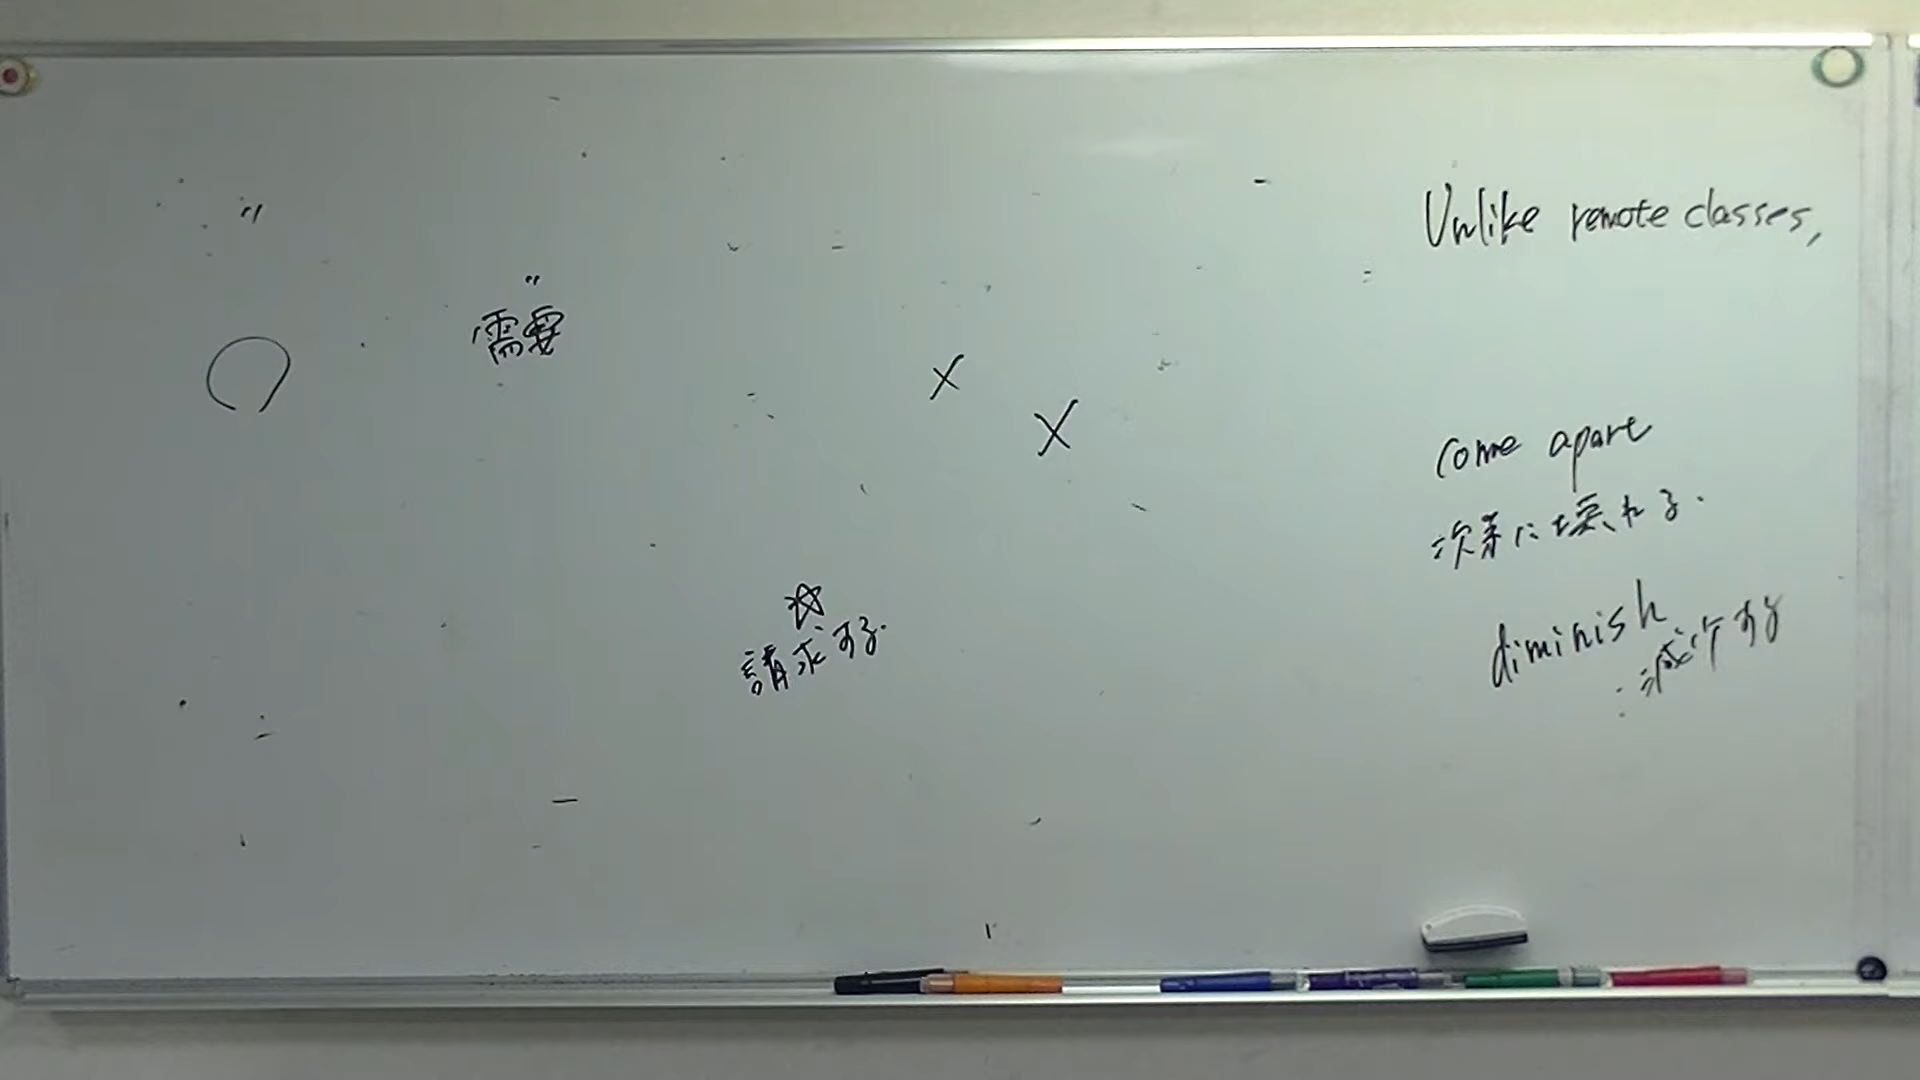 Unlike remote classes,
〃
〃
需要
○
×
×
come apart
次第に壊れる.
☆
請求する.
diminish
減少する